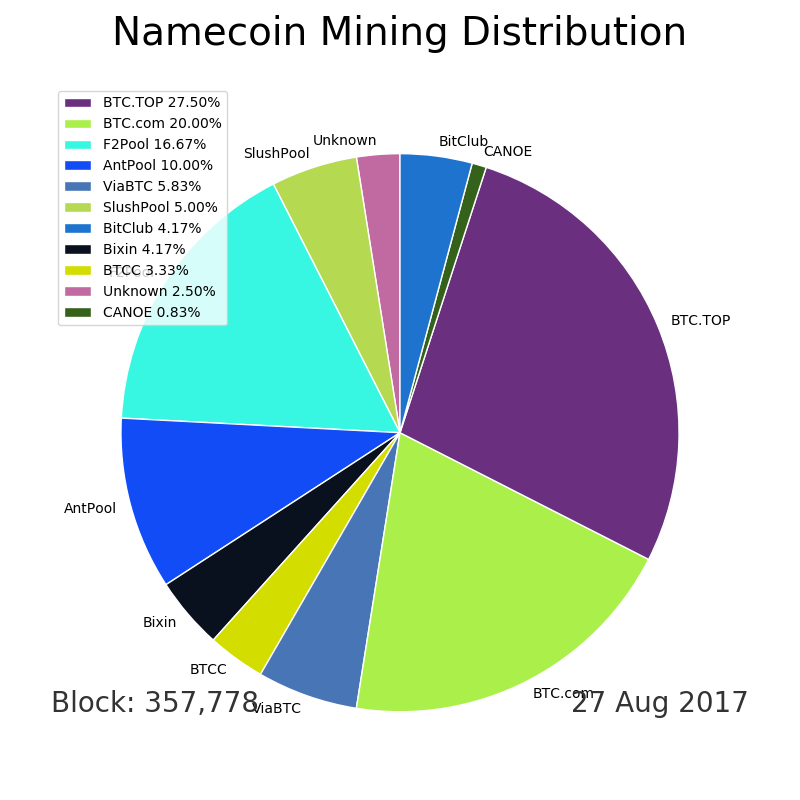 Namecoin Mining Distribution
BTC.TOP 27.50%
BTC.com 20.00%
F2Pool 16.67%
AntPool 10.00%
ViaBTC 5.83%
SlushPool 5.00%
BitClub 4.17%
Bixin 4.17%
BTCC 3.33%
Unknown 2.50%
CANOE 0.83%
SlushPool
Unknown
BitClub
CANOE
BTC.TOP
AntPool
Bixin
BTCC
ViaBTC
BTC.com
Block: 357,778
27 Aug 2017